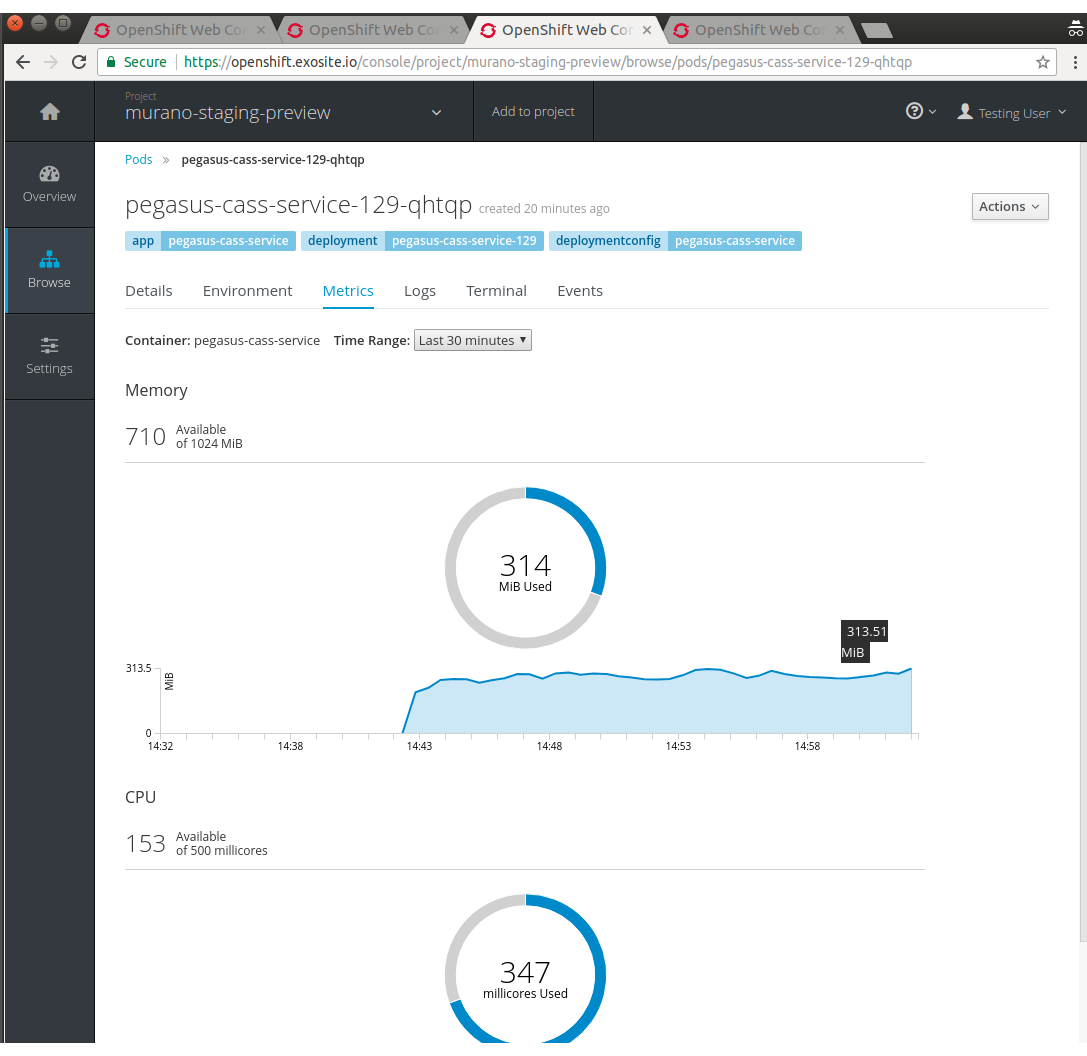 OpenShift Web Con OpenShift Web Con OpenShift Web Con OpenShift Web Con
Secure https://openshift.exosite.io/console/project/murano-staging-preview/browse/pods/pegasus-cass-service-129-qhtqp
Project
murano-staging-preview
Add to project
Testing User
Overview
Browse
Settings
Pods » pegasus-cass-service-129-qhtqp
pegasus-cass-service-129-qhtqp created 20 minutes ago
Actions
app pegasus-cass-service deployment pegasus-cass-service-129 deploymentconfig pegasus-cass-service
Details Environment Metrics Logs Terminal Events
Container: pegasus-cass-service Time Range: Last 30 minutes
Memory
710 Available
of 1024 MiB
314
MiB Used
313.51
MiB
313.5
MiB
0
14:32 14:38 14:43 14:48 14:53 14:58
CPU
153 Available
of 500 millicores
347
millicores Used